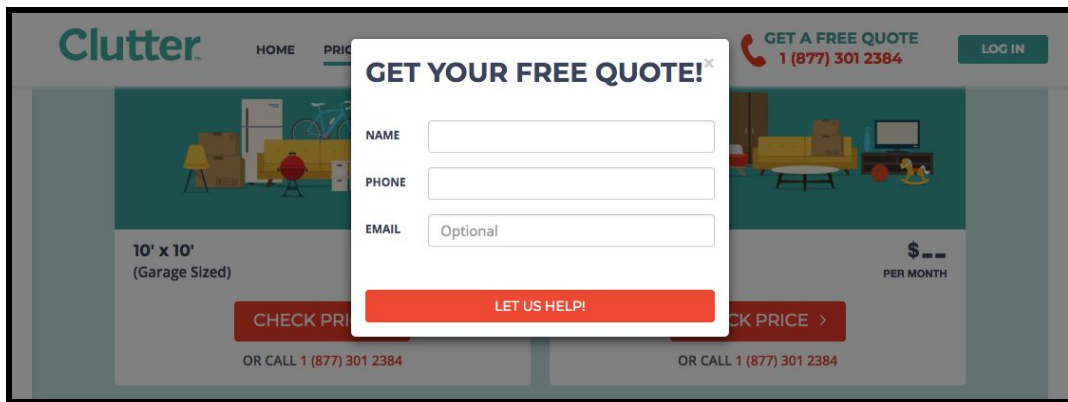 Clutter
HOME PRIC
GET A FREE QUOTE
1 (877) 301 2384
LOG IN
GET YOUR FREE QUOTE!
×
NAME
PHONE
EMAIL Optional
LET US HELP!
10' x 10'
(Garage Sized)
CHECK PRI
OR CALL 1 (877) 301 2384
$__
PER MONTH
CK PRICE >
OR CALL 1 (877) 301 2384